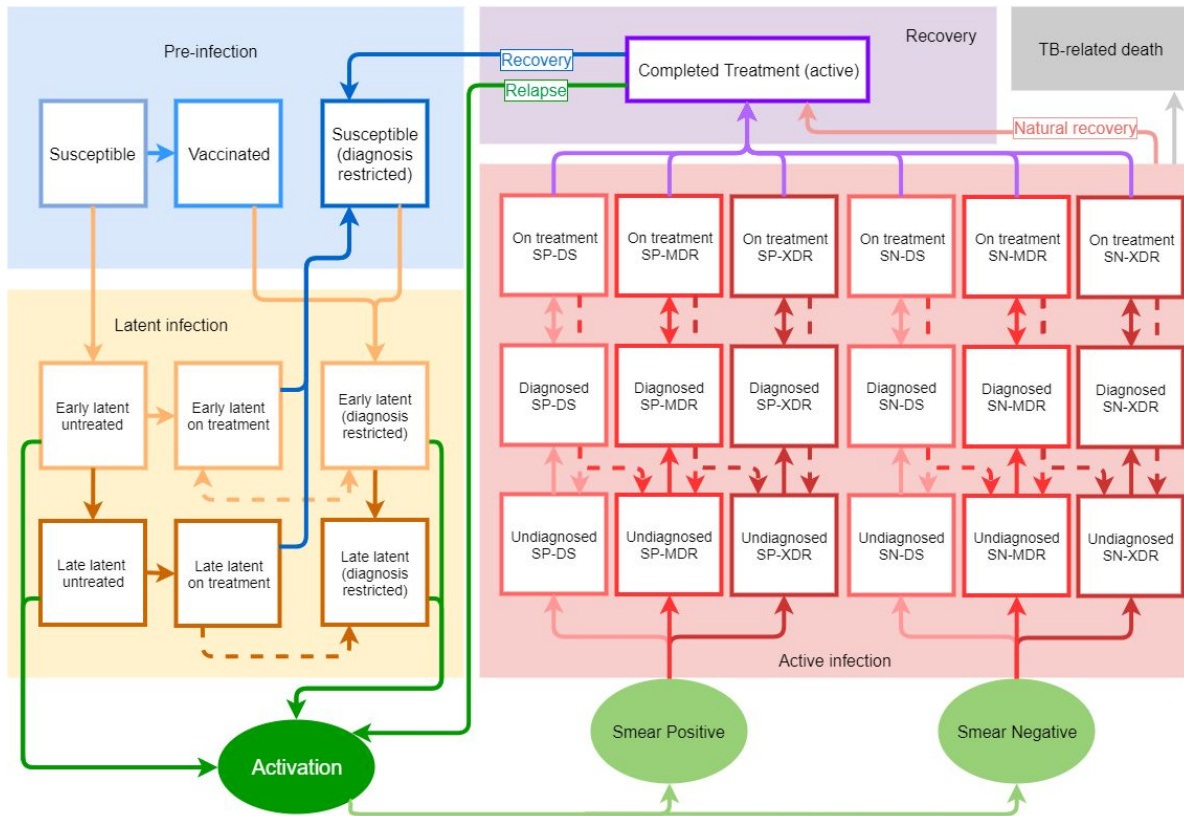 Pre-infection
Susceptible
Vaccinated
Susceptible
(diagnosis
restricted)
Recovery
Relapse
Recovery
Completed Treatment (active)
Natural recovery
TB-related death
Latent infection
Early latent
untreated
Early latent
on treatment
Early latent
(diagnosis
restricted)
Late latent
untreated
Late latent
on treatment
Late latent
(diagnosis
restricted)
On treatment
SP-DS
On treatment
SP-MDR
On treatment
SP-XDR
On treatment
SN-DS
On treatment
SN-MDR
On treatment
SN-XDR
Diagnosed
SP-DS
Diagnosed
SP-MDR
Diagnosed
SP-XDR
Diagnosed
SN-DS
Diagnosed
SN-MDR
Diagnosed
SN-XDR
Undiagnosed
SP-DS
Undiagnosed
SP-MDR
Undiagnosed
SP-XDR
Undiagnosed
SN-DS
Undiagnosed
SN-MDR
Undiagnosed
SN-XDR
Active infection
Activation
Smear Positive
Smear Negative